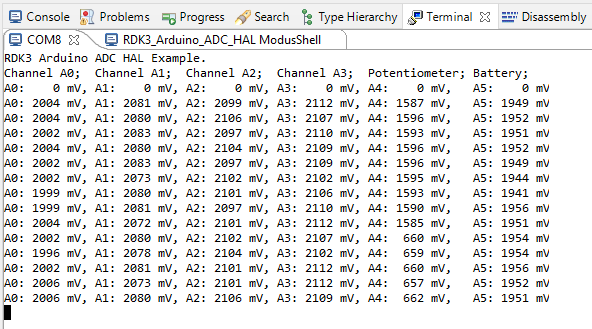 Console Problems Progress Search Type Hierarchy Terminal Disassembly
COM8 RDK3_Arduino_ADC_HAL ModusShell
RDK3 Arduino ADC HAL Example.
Channel A0; Channel A1; Channel A2; Channel A3; Potentiometer; Battery;
A0: 0 mV, A1: 0 mV, A2: 0 mV, A3: 0 mV, A4: 0 mV, A5: 0 mV
A0: 2004 mV, A1: 2081 mV, A2: 2099 mV, A3: 2112 mV, A4: 1587 mV, A5: 1949 mV
A0: 2004 mV, A1: 2080 mV, A2: 2106 mV, A3: 2107 mV, A4: 1596 mV, A5: 1952 mV
A0: 2002 mV, A1: 2083 mV, A2: 2097 mV, A3: 2110 mV, A4: 1593 mV, A5: 1951 mV
A0: 2004 mV, A1: 2080 mV, A2: 2104 mV, A3: 2109 mV, A4: 1596 mV, A5: 1952 mV
A0: 2002 mV, A1: 2083 mV, A2: 2097 mV, A3: 2109 mV, A4: 1596 mV, A5: 1949 mV
A0: 2002 mV, A1: 2073 mV, A2: 2102 mV, A3: 2102 mV, A4: 1595 mV, A5: 1944 mV
A0: 1999 mV, A1: 2080 mV, A2: 2101 mV, A3: 2106 mV, A4: 1593 mV, A5: 1941 mV
A0: 1999 mV, A1: 2081 mV, A2: 2097 mV, A3: 2110 mV, A4: 1590 mV, A5: 1956 mV
A0: 2004 mV, A1: 2072 mV, A2: 2101 mV, A3: 2112 mV, A4: 1585 mV, A5: 1951 mV
A0: 2002 mV, A1: 2080 mV, A2: 2102 mV, A3: 2107 mV, A4: 660 mV, A5: 1954 mV
A0: 1996 mV, A1: 2078 mV, A2: 2104 mV, A3: 2102 mV, A4: 659 mV, A5: 1954 mV
A0: 2002 mV, A1: 2081 mV, A2: 2101 mV, A3: 2112 mV, A4: 660 mV, A5: 1956 mV
A0: 2006 mV, A1: 2073 mV, A2: 2101 mV, A3: 2112 mV, A4: 657 mV, A5: 1952 mV
A0: 2006 mV, A1: 2080 mV, A2: 2106 mV, A3: 2109 mV, A4: 662 mV, A5: 1951 mV